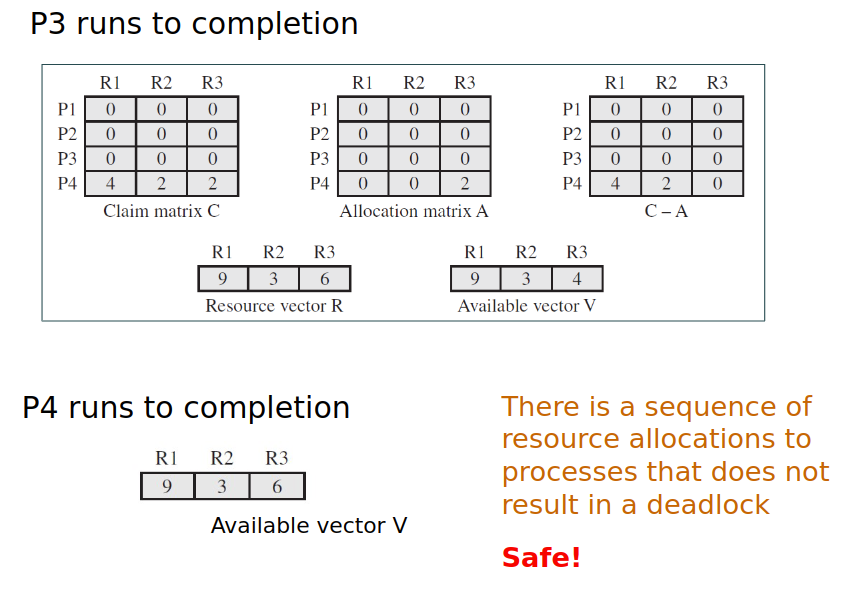 P3 runs to completion
R1 R2 R3 R1 R2 R3 R1 R2 R3
P1 0 0 0 P1 0 0 0 P1 0 0 0
P2 0 0 0 P2 0 0 0 P2 0 0 0
P3 0 0 0 P3 0 0 0 P3 0 0 0
P4 4 2 2 P4 0 0 2 P4 4 2 0
Claim matrix C Allocation matrix A C – A
R1 R2 R3 R1 R2 R3
9 3 6 9 3 4
Resource vector R Available vector V
P4 runs to completion
R1 R2 R3
9 3 6
Available vector V
There is a sequence of
resource allocations to
processes that does not
result in a deadlock
Safe!